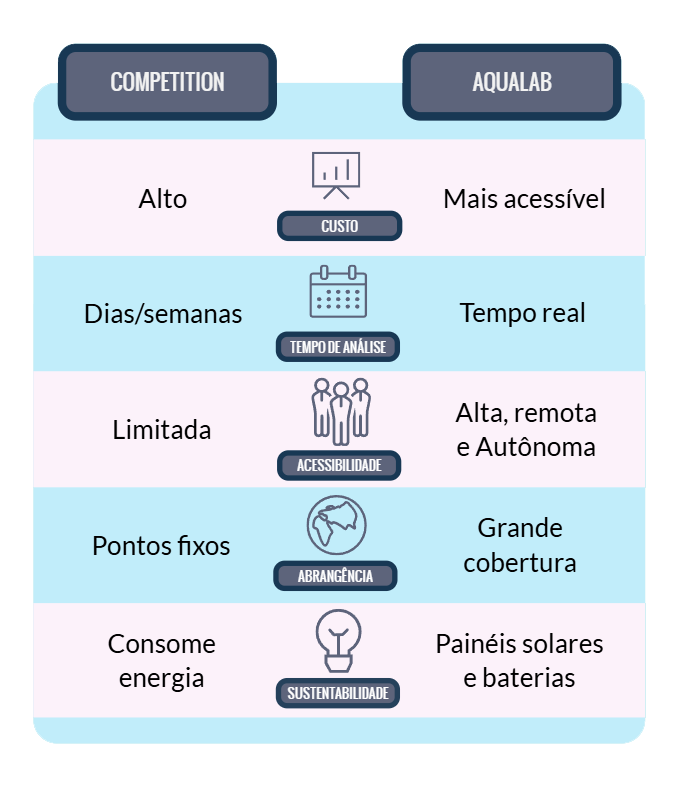 COMPETITION
AQUALAB
Alto
CUSTO
Mais acessível
Dias/semanas
TEMPO DE ANÁLISE
Tempo real
Limitada
ACESSIBILIDADE
Alta, remota
e Autônoma
Pontos fixos
ABRANGÊNCIA
Grande
cobertura
Consome
energia
SUSTENTABILIDADE
Painéis solares
e baterias